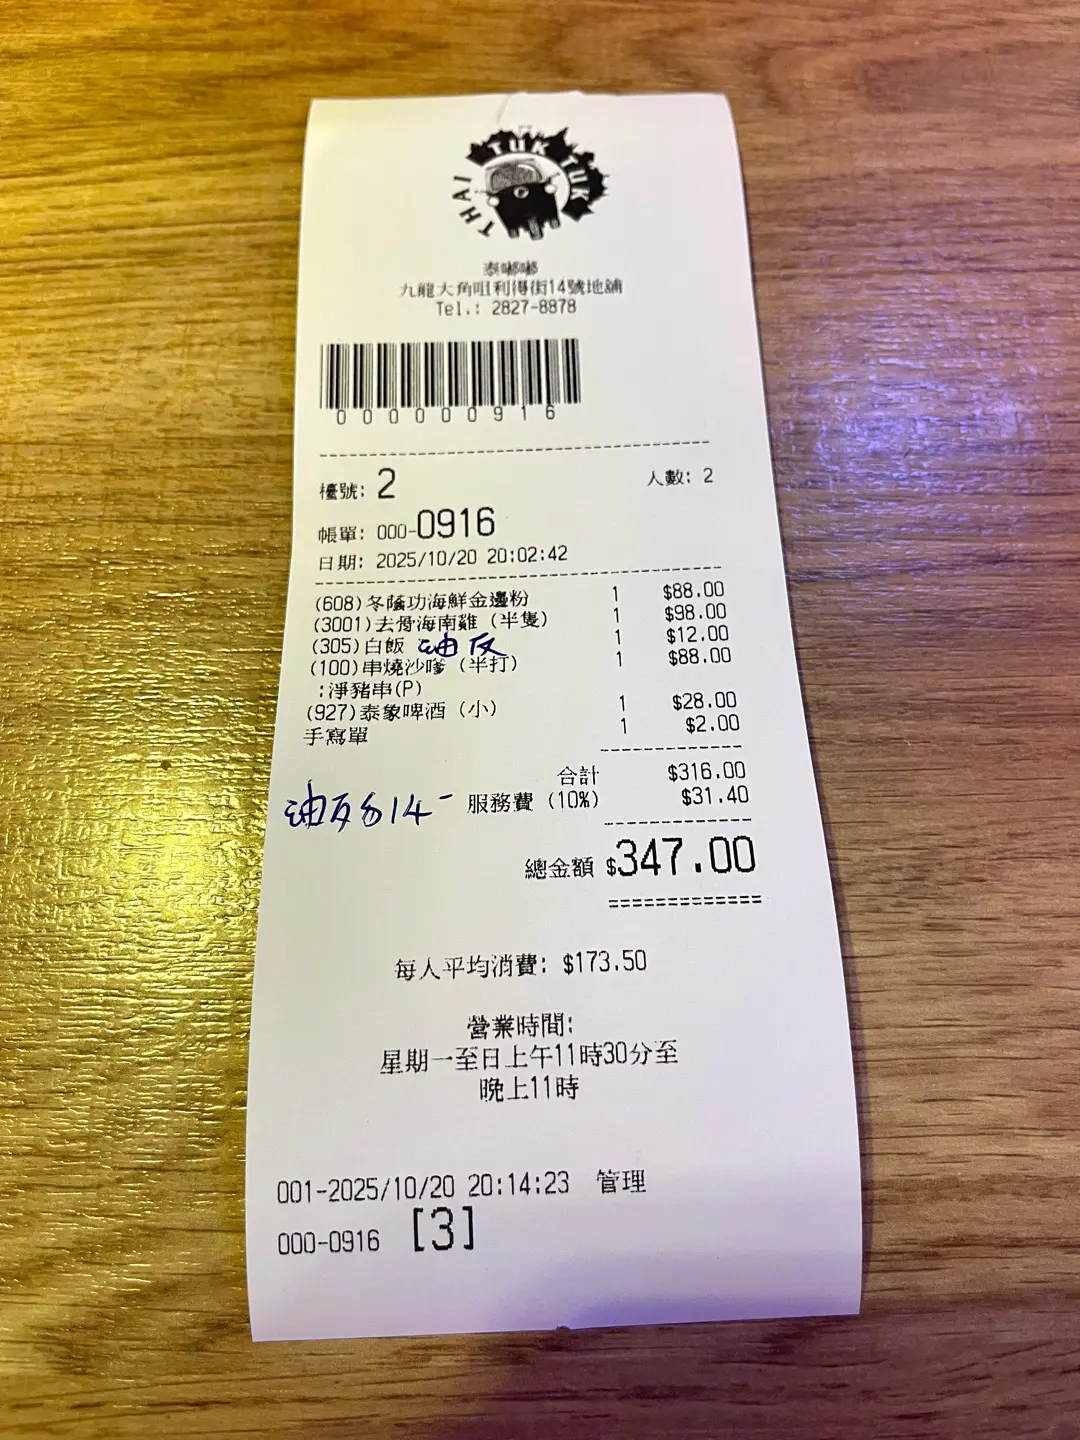 THAI TUK TUK
泰嘟嘟
九龍大角咀利得街14號地舖
Tel.: 2827-8878
000000916
檯號: 2 人數: 2
帳單: 000-0916
日期: 2025/10/20 20:02:42
(608)冬蔭功海鮮金邊粉 1 $88.00
(3001)去骨海南雞 (半隻) 1 $98.00
(305)白飯 油反 1 $12.00
(100)串燒沙嗲 (半打) 1 $88.00
:淨豬串(P)
(927)泰象啤酒 (小) 1 $28.00
手寫單 1 $2.00
合計 $316.00
油反 14- 服務費 (10%) $31.40
總金額 $347.00
=============
每人平均消費: $173.50
營業時間:
星期一至日上午11時30分至
晚上11時
001-2025/10/20 20:14:23 管理
000-0916 [3]